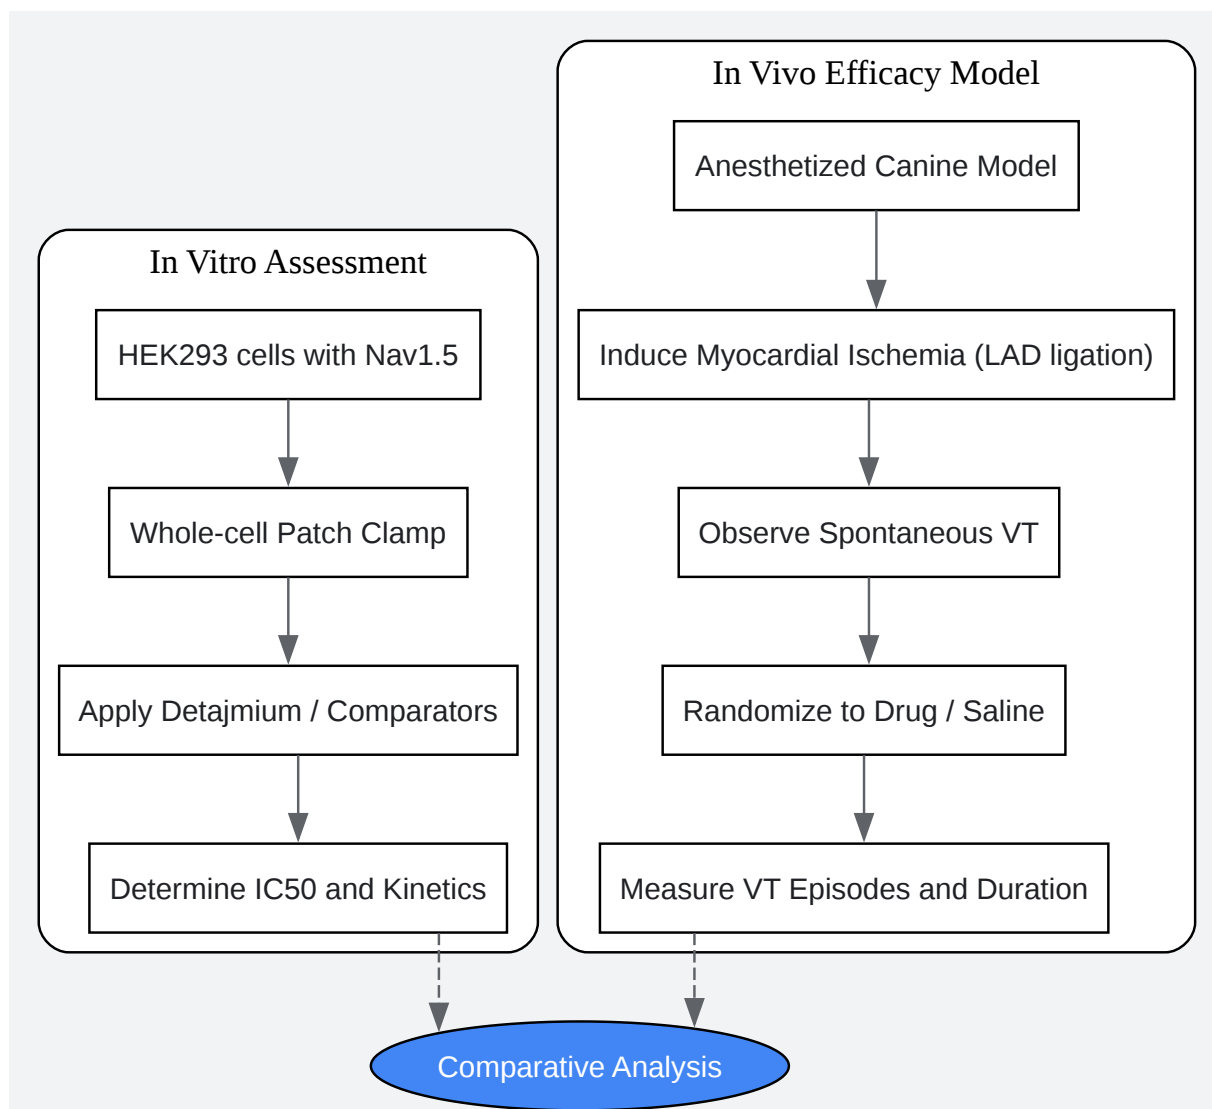 In Vitro Assessment
HEK293 cells with Nav1.5
Whole-cell Patch Clamp
Apply Detajmium / Comparators
Determine IC50 and Kinetics
In Vivo Efficacy Model
Anesthetized Canine Model
Induce Myocardial Ischemia (LAD ligation)
Observe Spontaneous VT
Randomize to Drug / Saline
Measure VT Episodes and Duration
Comparative Analysis